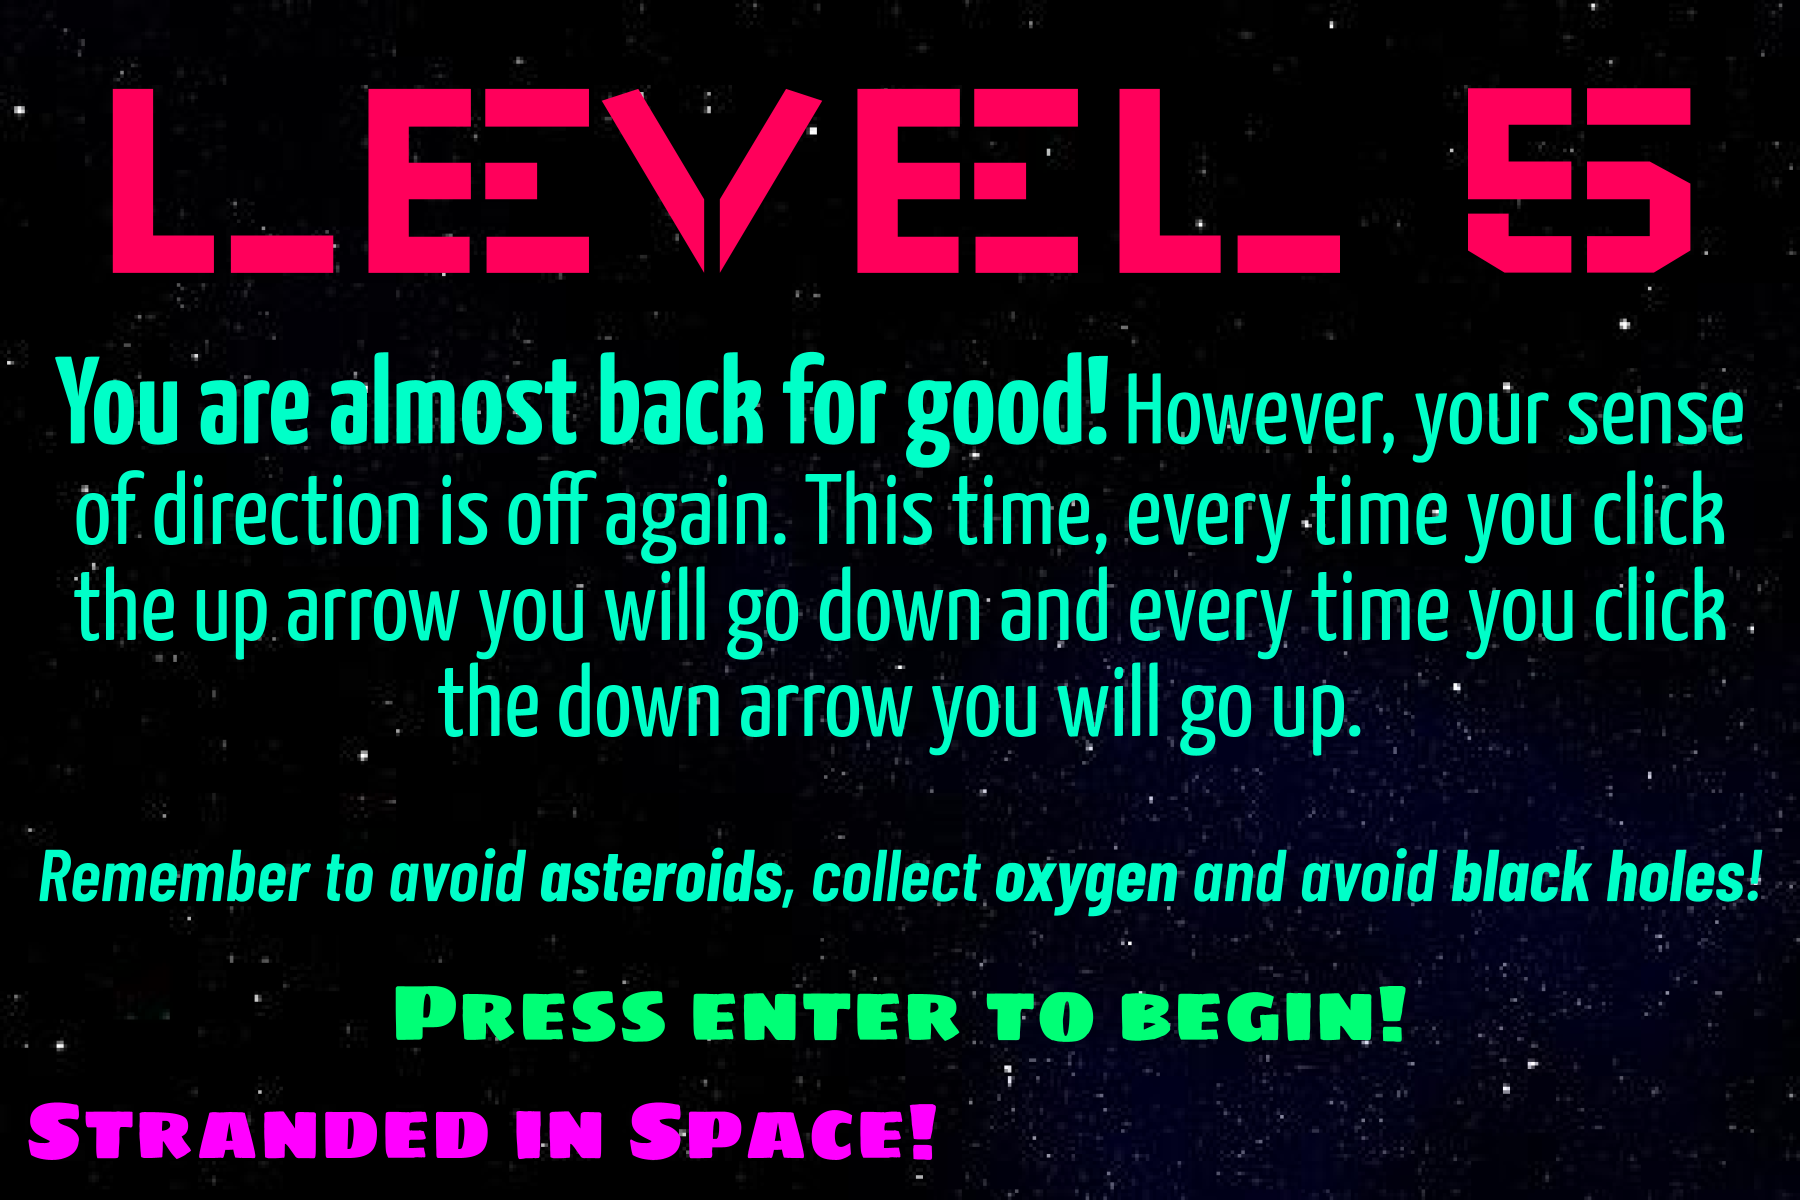 LEVEL 5
You are almost back for good! However, your sense
of direction is off again. This time, every time you click
the up arrow you will go down and every time you click
the down arrow you will go up.
Remember to avoid asteroids, collect oxygen and avoid black holes!
Press enter to begin!
Stranded in Space!